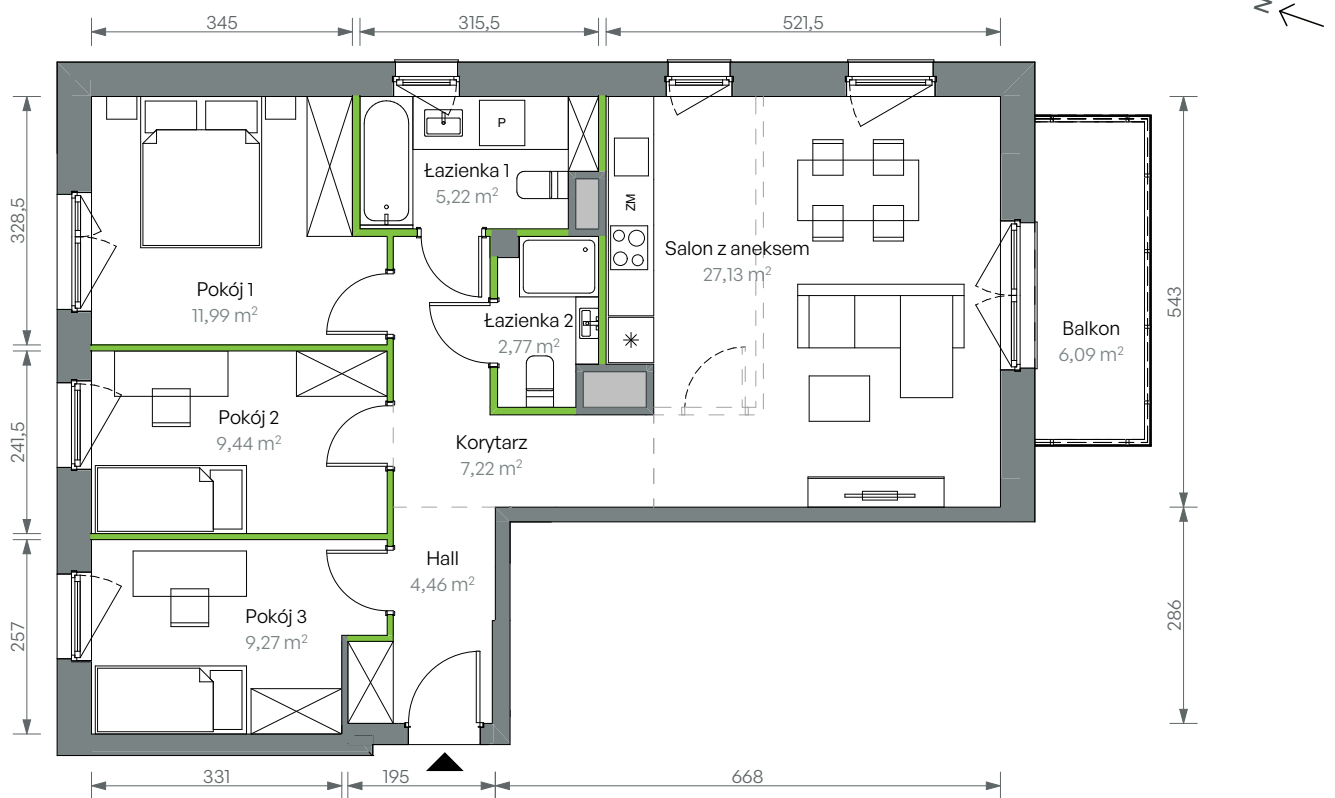 345
315,5
521,5
N
328,5
241,5
257
543
286
P
Łazienka 1
5,22 m²
ZM
Salon z aneksem
27,13 m²
Pokój 1
11,99 m²
Łazienka 2
2,77 m²
Balkon
6,09 m²
Pokój 2
9,44 m²
Korytarz
7,22 m²
Hall
4,46 m²
Pokój 3
9,27 m²
331
195
668